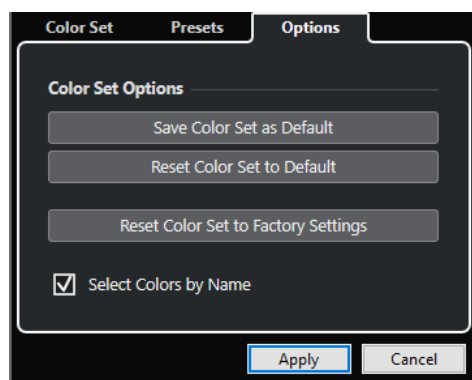 Color Set Presets Options
Color Set Options
Save Color Set as Default
Reset Color Set to Default
Reset Color Set to Factory Settings
Select Colors by Name
Apply Cancel